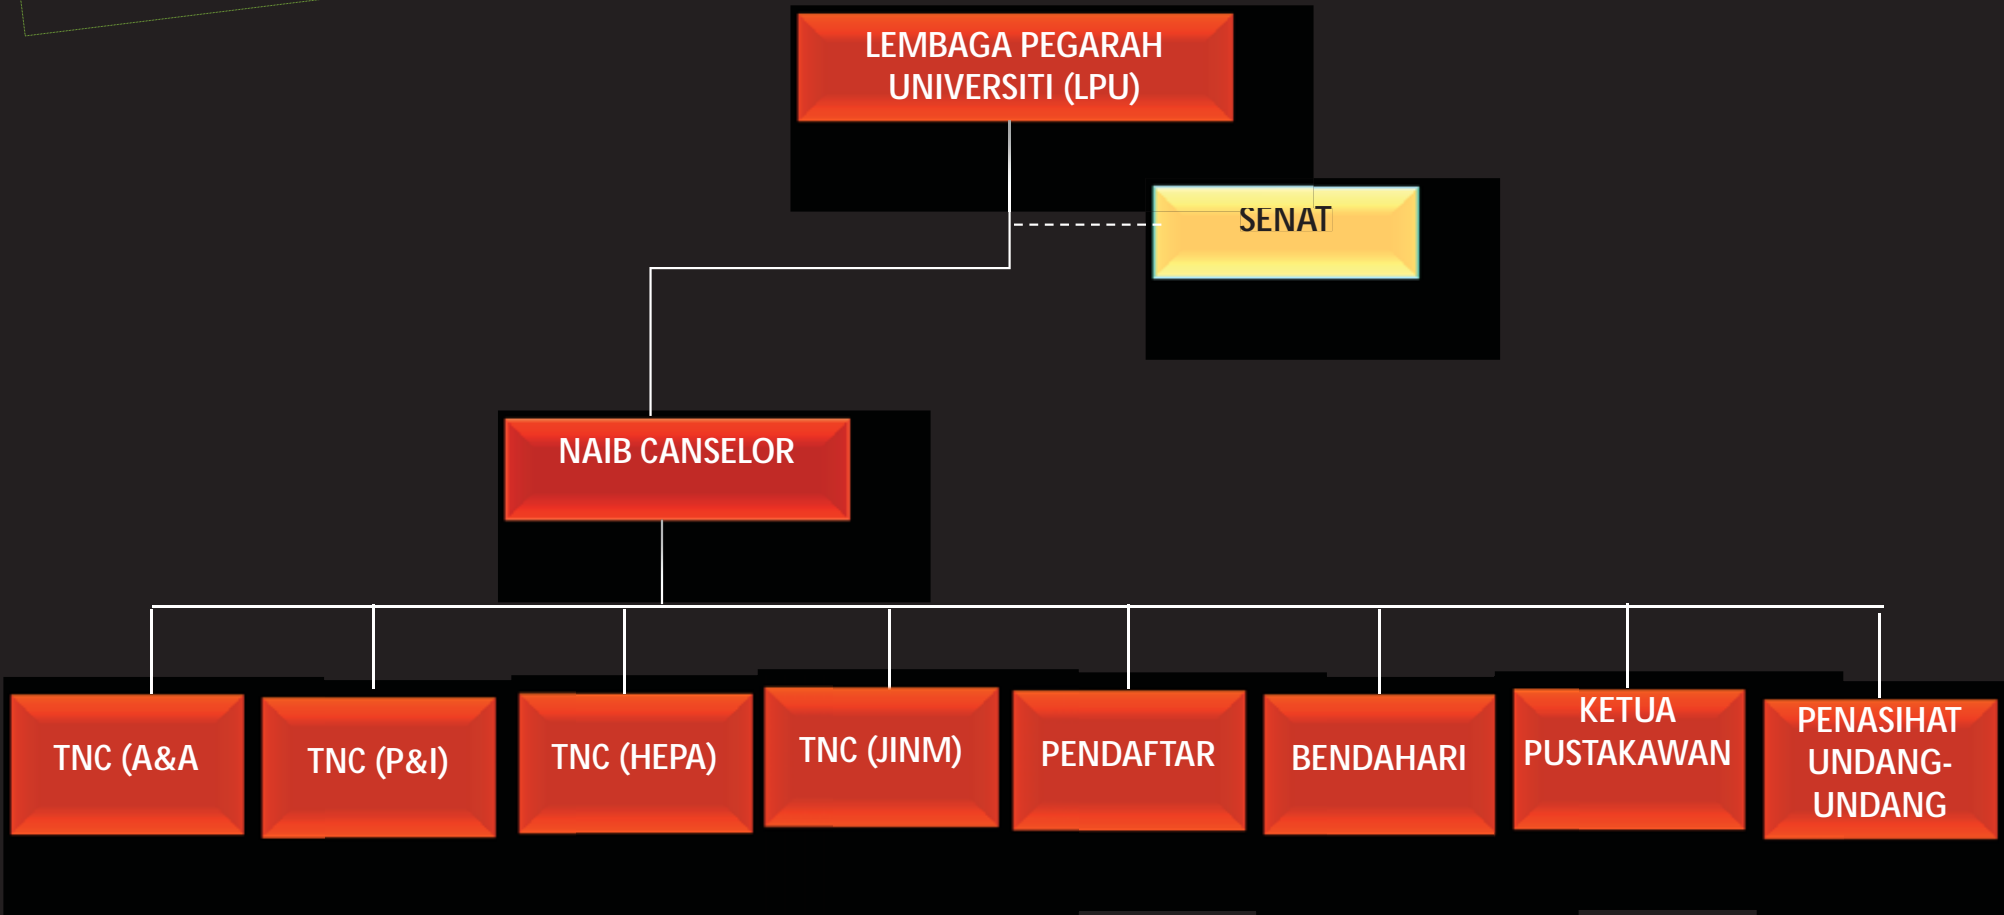 LEMBAGA PEGARAH
UNIVERSITI (LPU)
SENAT
NAIB CANSELOR
TNC (A&A
TNC (P&I)
TNC (HEPA)
TNC (JINM)
PENDAFTAR
BENDAHARI
KETUA
PUSTAKAWAN
PENASIHAT
UNDANG-
UNDANG